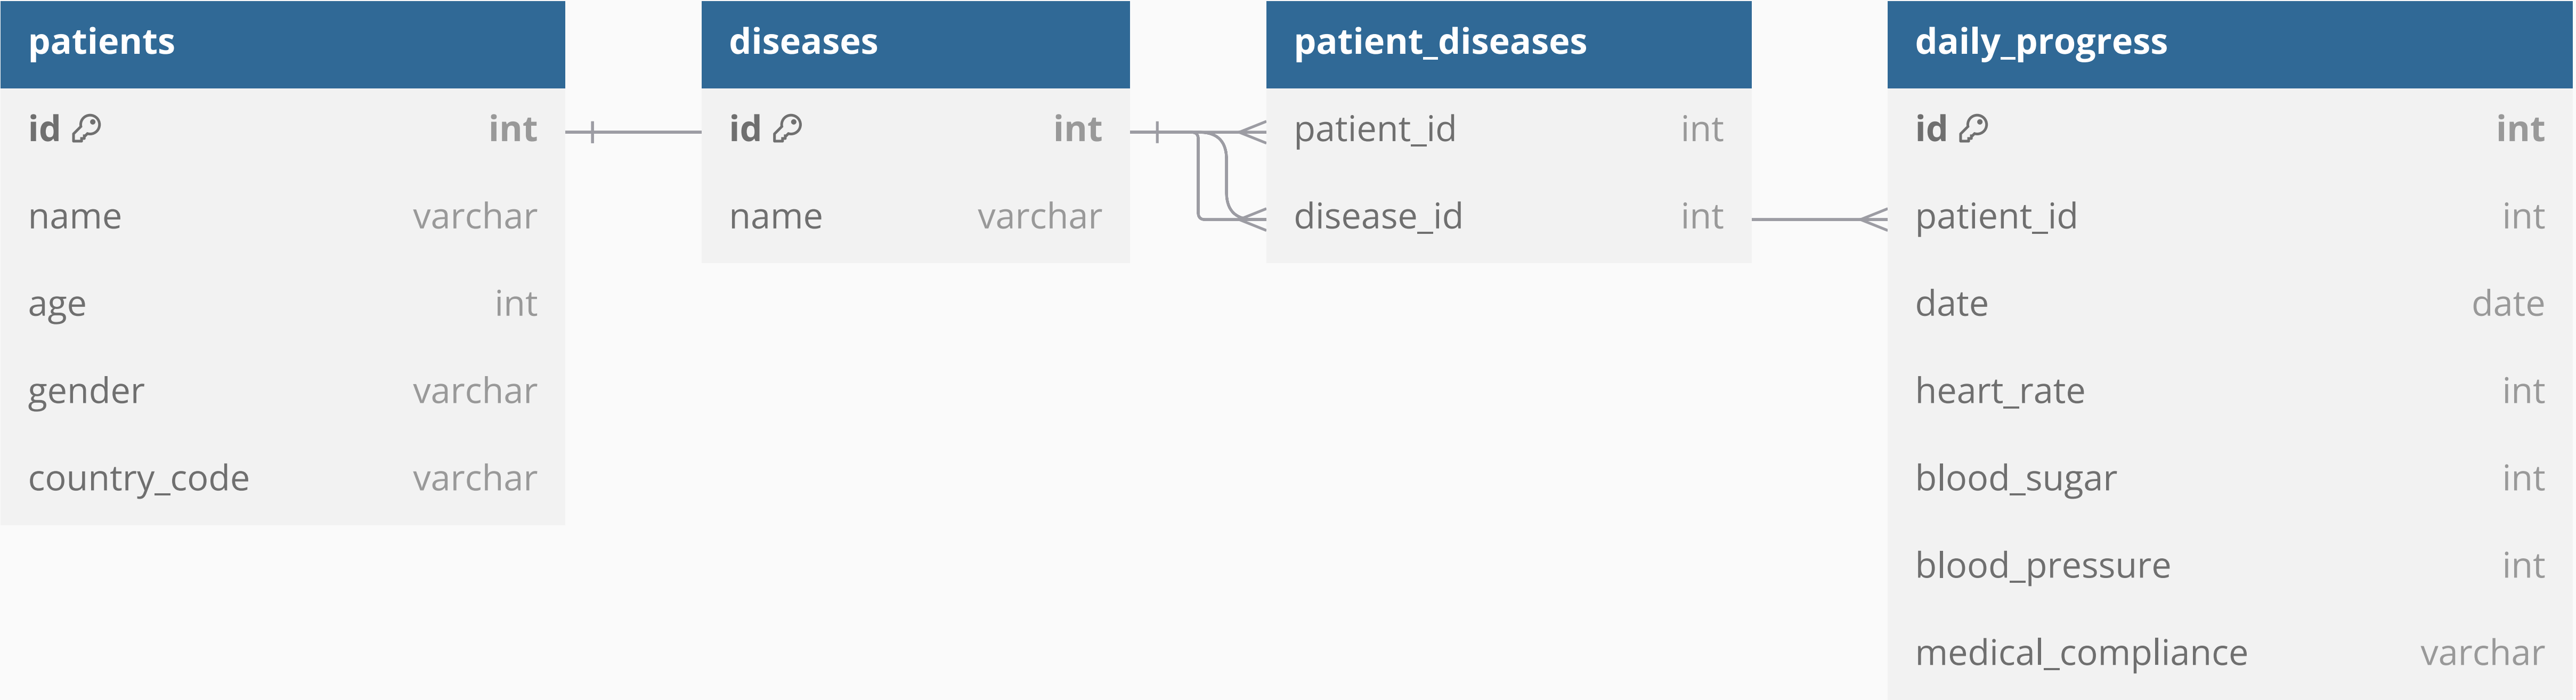 patients
id int
name varchar
age int
gender varchar
country_code varchar
diseases
id int
name varchar
patient_diseases
patient_id int
disease_id int
daily_progress
id int
patient_id int
date date
heart_rate int
blood_sugar int
blood_pressure int
medical_compliance varchar